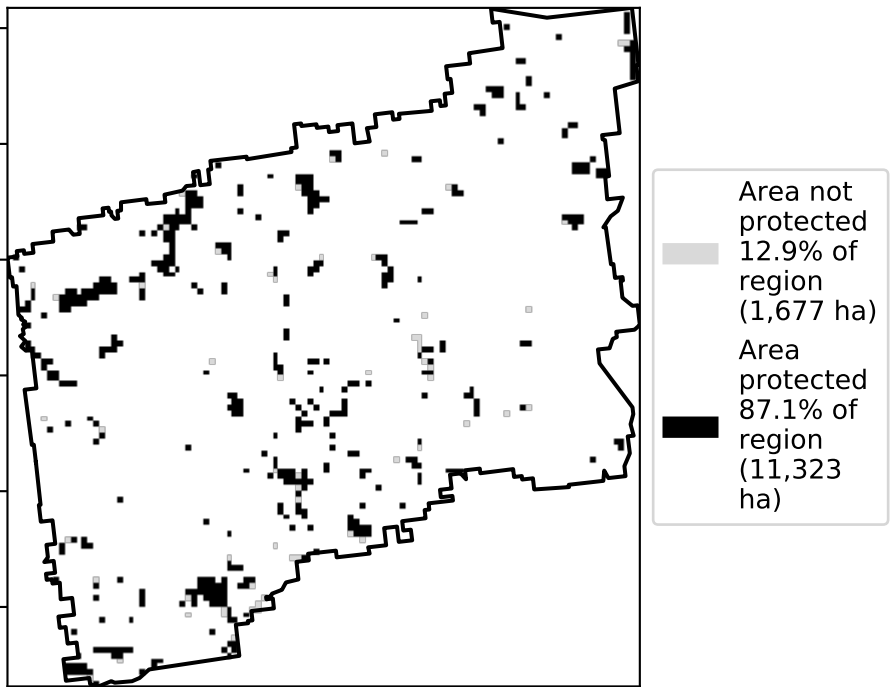 Area not
protected
12.9% of
region
(1,677 ha)
Area
protected
87.1% of
region
(11,323
ha)